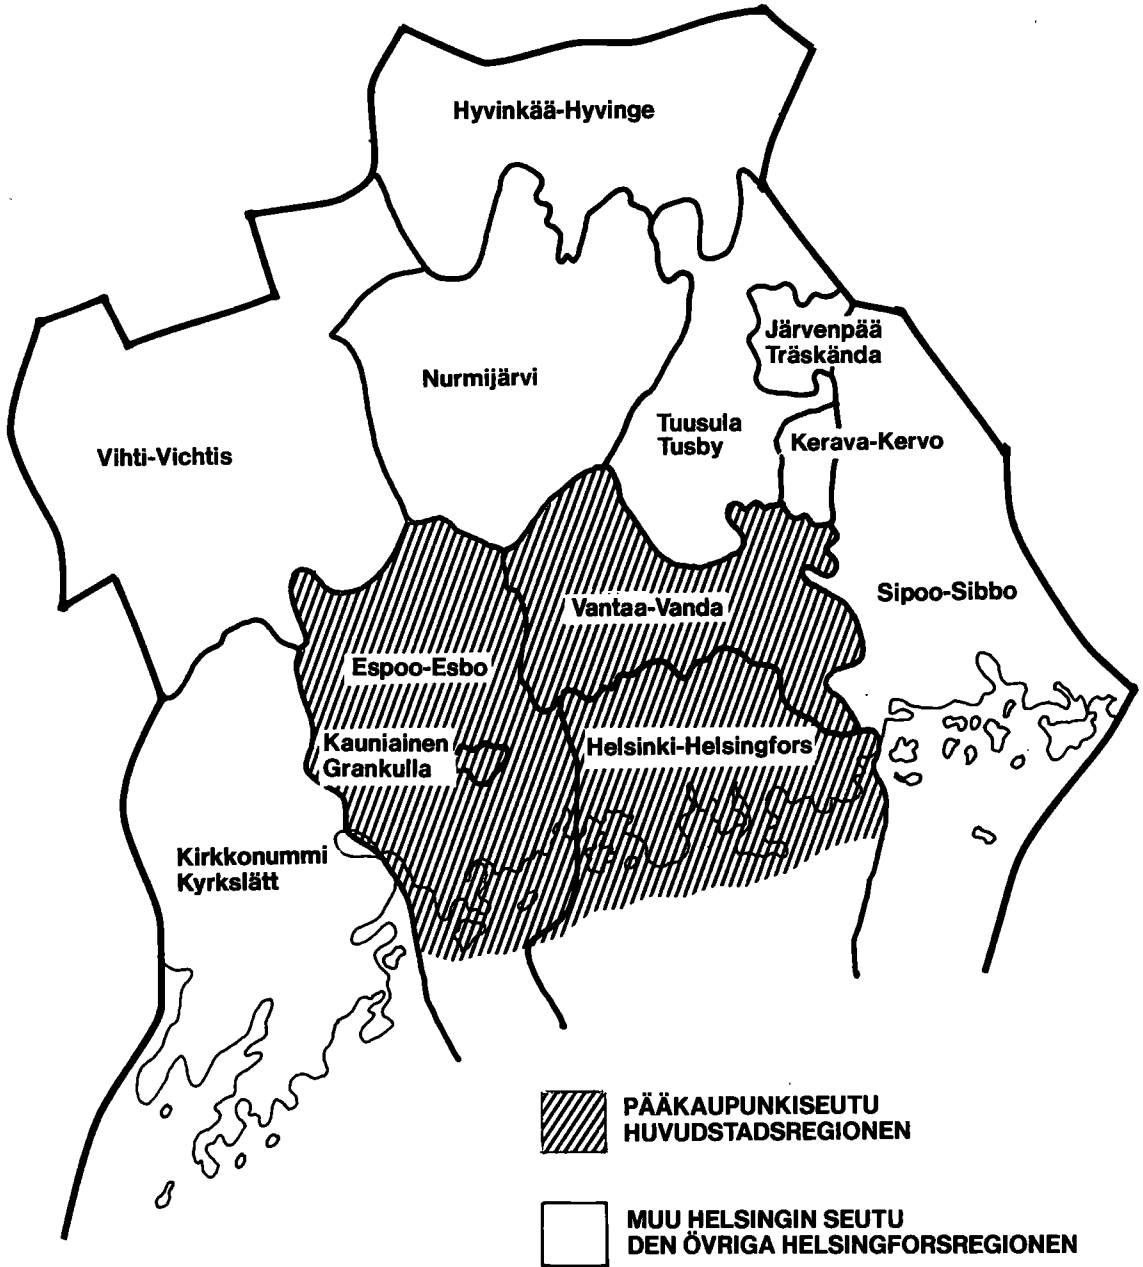 Hyvinkää-Hyvinge
Järvenpää
Träskända
Nurmijärvi
Tuusula
Tusby
Kerava-Kervo
Vihti-Vichtis
Sipoo-Sibbo
Vantaa-Vanda
Espoo-Esbo
Kauniainen
Grankulla
Helsinki-Helsingfors
Kirkkonummi
Kyrkslätt
PÄÄKAUPUNKISEUTU
HUVUDSTADSREGIONEN
MUU HELSINGIN SEUTU
DEN ÖVRIGA HELSINGFORSREGIONEN